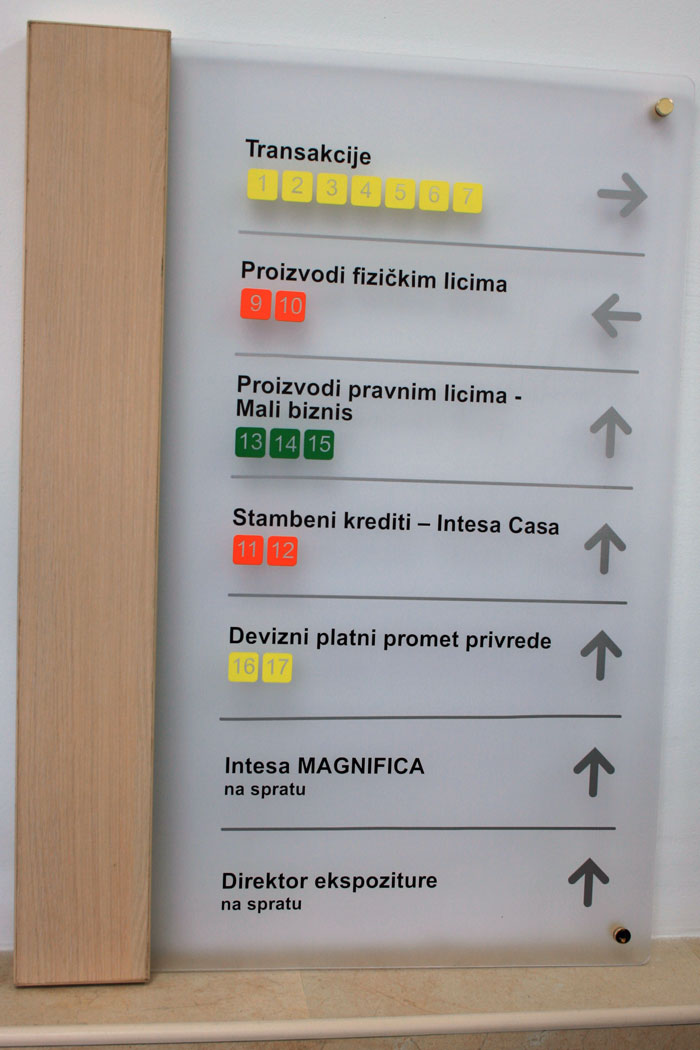 Transakcije
1 2 3 4 5 6 7
Proizvodi fizičkim licima
9 10
Proizvodi pravnim licima -
Mali biznis
13 14 15
Stambeni krediti – Intesa Casa
11 12
Devizni platni promet privrede
16 17
Intesa MAGNIFICA
na spratu
Direktor ekspoziture
na spratu